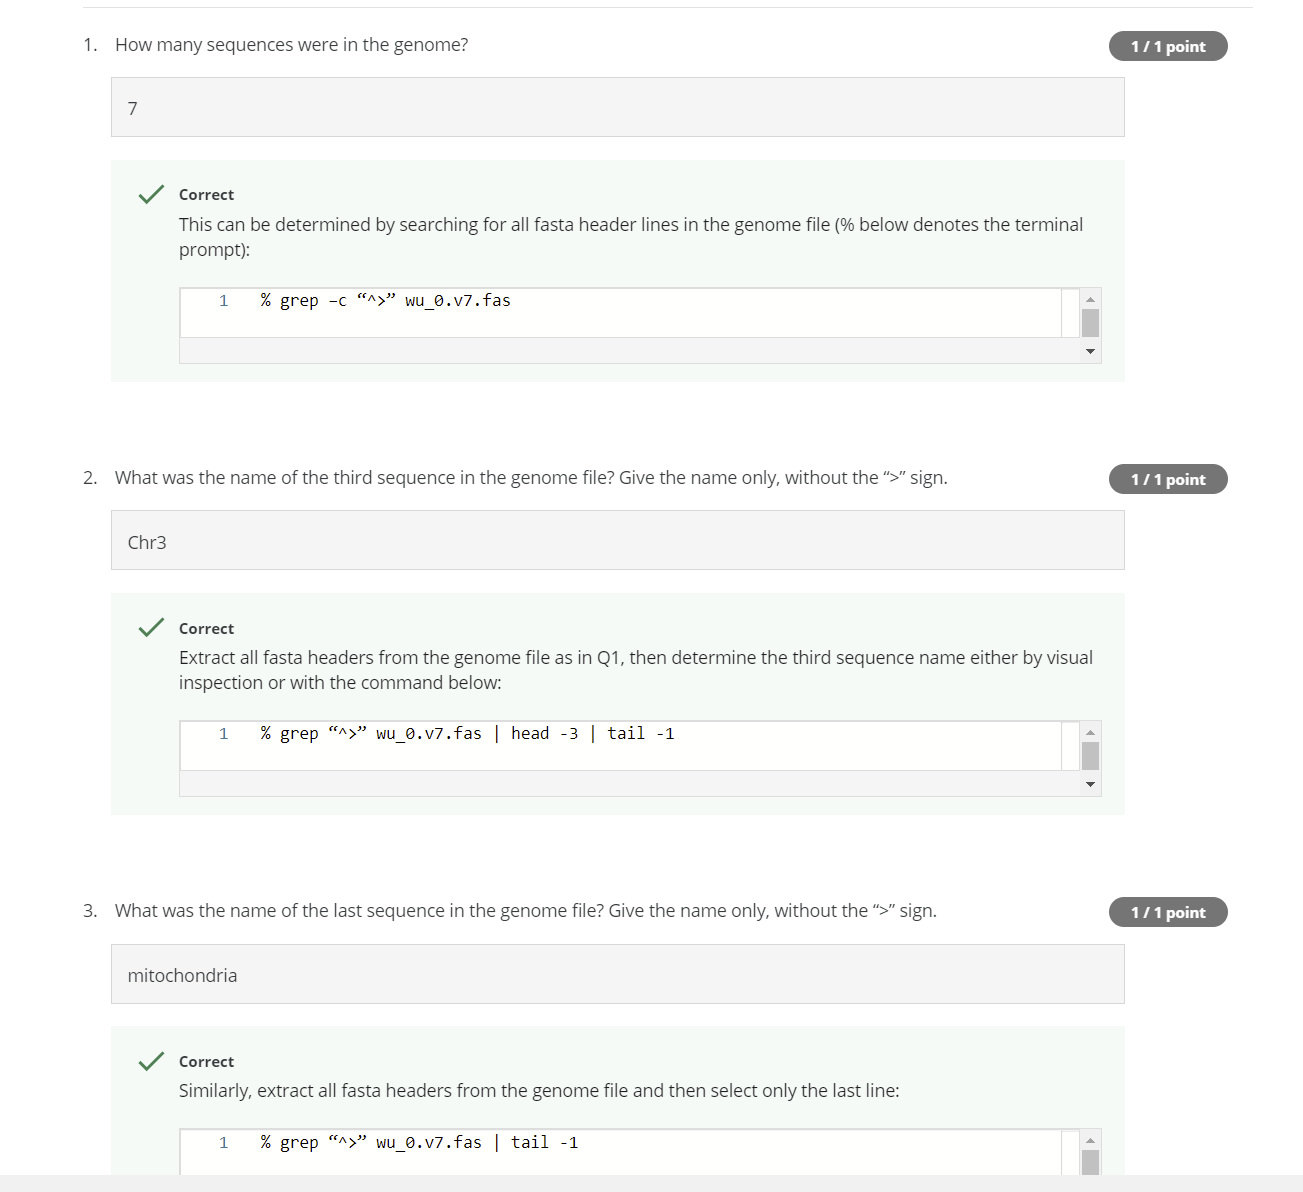 1. How many sequences were in the genome?
1 / 1 point
7
Correct
This can be determined by searching for all fasta header lines in the genome file (% below denotes the terminal
prompt):
1 % grep –c “^>” wu_0.v7.fas
2. What was the name of the third sequence in the genome file? Give the name only, without the “>” sign.
1 / 1 point
Chr3
Correct
Extract all fasta headers from the genome file as in Q1, then determine the third sequence name either by visual
inspection or with the command below:
1 % grep “^>” wu_0.v7.fas | head -3 | tail -1
3. What was the name of the last sequence in the genome file? Give the name only, without the “>” sign.
1 / 1 point
mitochondria
Correct
Similarly, extract all fasta headers from the genome file and then select only the last line:
1 % grep “^>” wu_0.v7.fas | tail -1